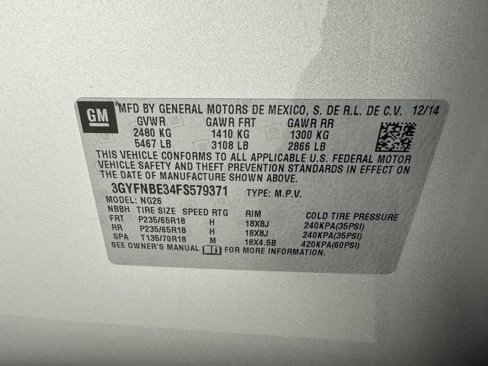 GM
MFD BY GENERAL MOTORS DE MEXICO, S. DE R.L. DE C.V. 12/14
GVWR GAWR FRT GAWR RR
2480 KG 1410 KG 1300 KG
5467 LB 3108 LB 2866 LB
THIS VEHICLE CONFORMS TO ALL APPLICABLE U.S. FEDERAL MOTOR
VEHICLE SAFETY AND THEFT PREVENTION STANDARDS IN EFFECT ON
THE DATE OF MANUFACTURE SHOWN ABOVE.
3GYFNBE34FS579371 TYPE: M.P.V.
MODEL: NG26
NBBH TIRE SIZE SPEED RTG RIM COLD TIRE PRESSURE
FRT P235/65R18 H 18X8J 240KPA(35PSI)
RR P235/65R18 H 18X8J 240KPA(35PSI)
SPA T135/70R18 M 18X4.5B 420KPA(60PSI)
SEE OWNER'S MANUAL FOR MORE INFORMATION.